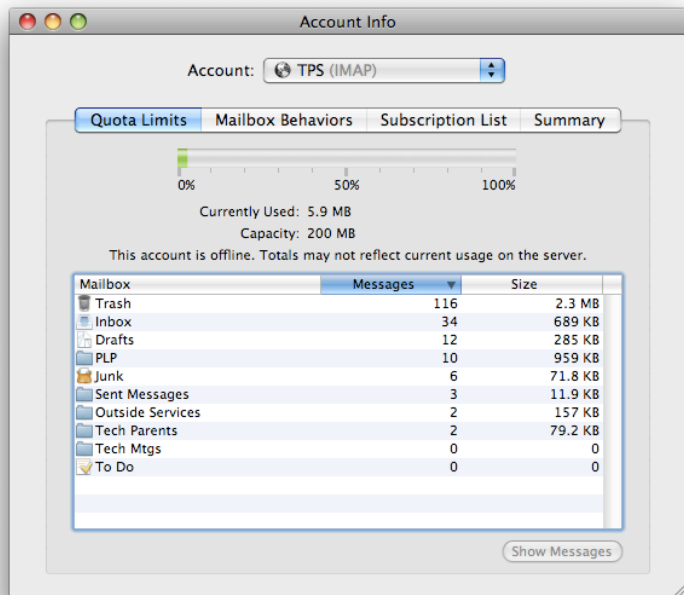 Account Info
Account: TPS (IMAP)
Quota Limits Mailbox Behaviors Subscription List Summary
0% 50% 100%
Currently Used: 5.9 MB
Capacity: 200 MB
This account is offline. Totals may not reflect current usage on the server.
Mailbox Messages Size
Trash 116 2.3 MB
Inbox 34 689 KB
Drafts 12 285 KB
PLP 10 959 KB
Junk 6 71.8 KB
Sent Messages 3 11.9 KB
Outside Services 2 157 KB
Tech Parents 2 79.2 KB
Tech Mtgs 0 0
To Do 0 0
Show Messages